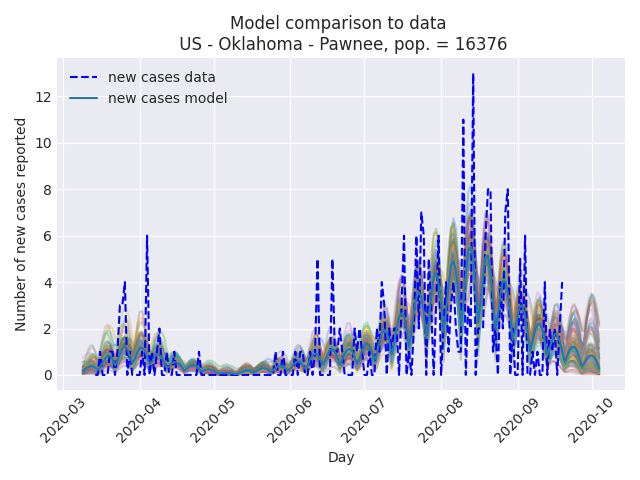 Model comparison to data
US - Oklahoma - Pawnee, pop. = 16376
new cases data
new cases model
Number of new cases reported
12
10
8
6
4
2
0
2020-03
2020-04
2020-05
2020-06
2020-07
2020-08
2020-09
2020-10
Day